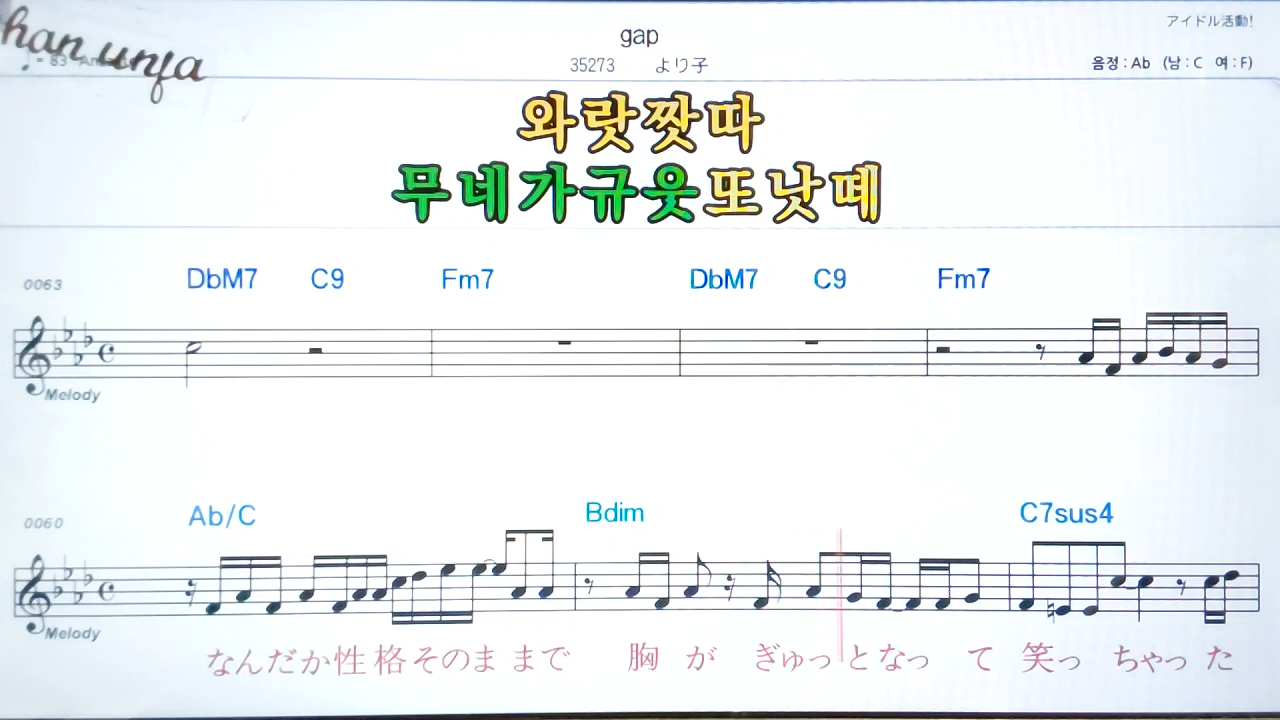 アイドル活動!
han unja
gap
♩= 83
35273 より子
음정 : Ab (남 : C 여 : F)
와랏짯따
무네가규웃또낫떼
0063
DbM7 C9 Fm7 DbM7 C9 Fm7
Melody
0060
Ab/C Bdim C7sus4
Melody
なんだか性格そのままで 胸がぎゅっとなって笑っちゃった